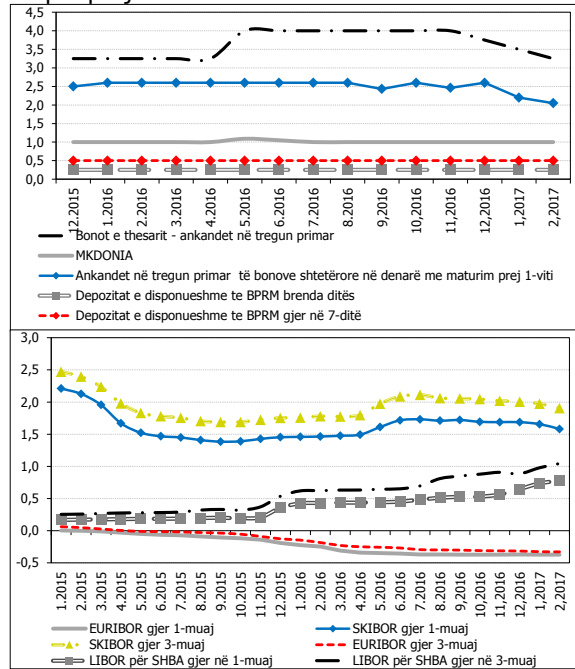 4,5
4,0
3,5
3,0
2,5
2,0
1,5
1,0
0,5
0,0
12.2015 1.2016 2.2016 3.2016 4.2016 5.2016 6.2016 7.2016 8.2016 9,2016 10,2016 11,2016 12,2016 1,2017 2,2017
Bonot e thesarit - ankandet në tregun primar
MKDONIA
Ankandet në tregun primar të bonove shtetërore në denarë me maturim prej 1-viti
Depozitat e disponueshme te BPRM brenda ditës
Depozitat e disponueshme te BPRM gjer në 7-ditë
3,0
2,5
2,0
1,5
1,0
0,5
0,0
-0,5
1.2015 2.2015 3.2015 4.2015 5.2015 6.2015 7.2015 8.2015 9.2015 10.2015 11.2015 12.2015 1.2016 2.2016 3.2016 4.2016 5.2016 6.2016 7.2016 8.2016 9.2016 10.2016 11.2016 12.2016 1.2017 2.2017
EURIBOR gjer 1-muaj SKIBOR gjer 1-muaj
SKIBOR gjer 3-muaj EURIBOR gjer 3-muaj
LIBOR për SHBA gjer në 1-muaj LIBOR për SHBA gjer në 3-muaj